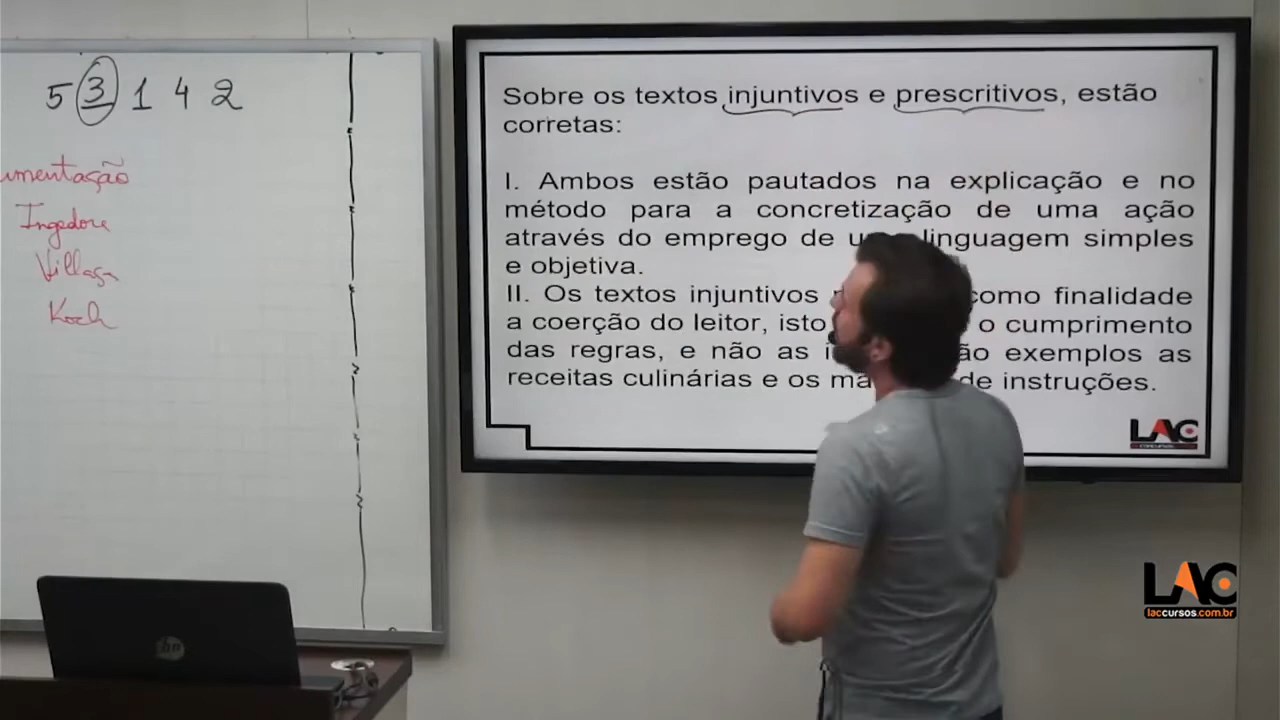 5 3 1 4 2
umentação
Ingedore
Villaça
Koch
Sobre os textos injuntivos e prescritivos, estão
corretas:
I. Ambos estão pautados na explicação e no
método para a concretização de uma ação
através do emprego de linguagem simples
e objetiva.
II. Os textos injuntivos como finalidade
a coerção do leitor, isto o cumprimento
das regras, e não as exemplos as
receitas culinárias e os de instruções.
LAC
hp
LAC
laccursos.com.br